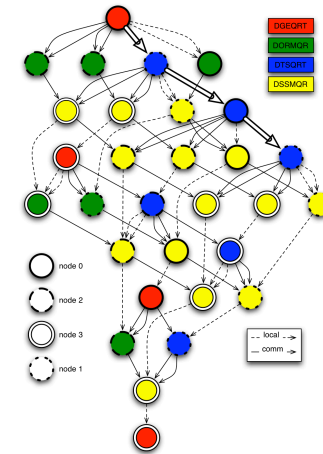 DGEQRT
DORMQR
DTSQRT
DSSMQR
node 0
node 2
node 3
node 1
local
comm